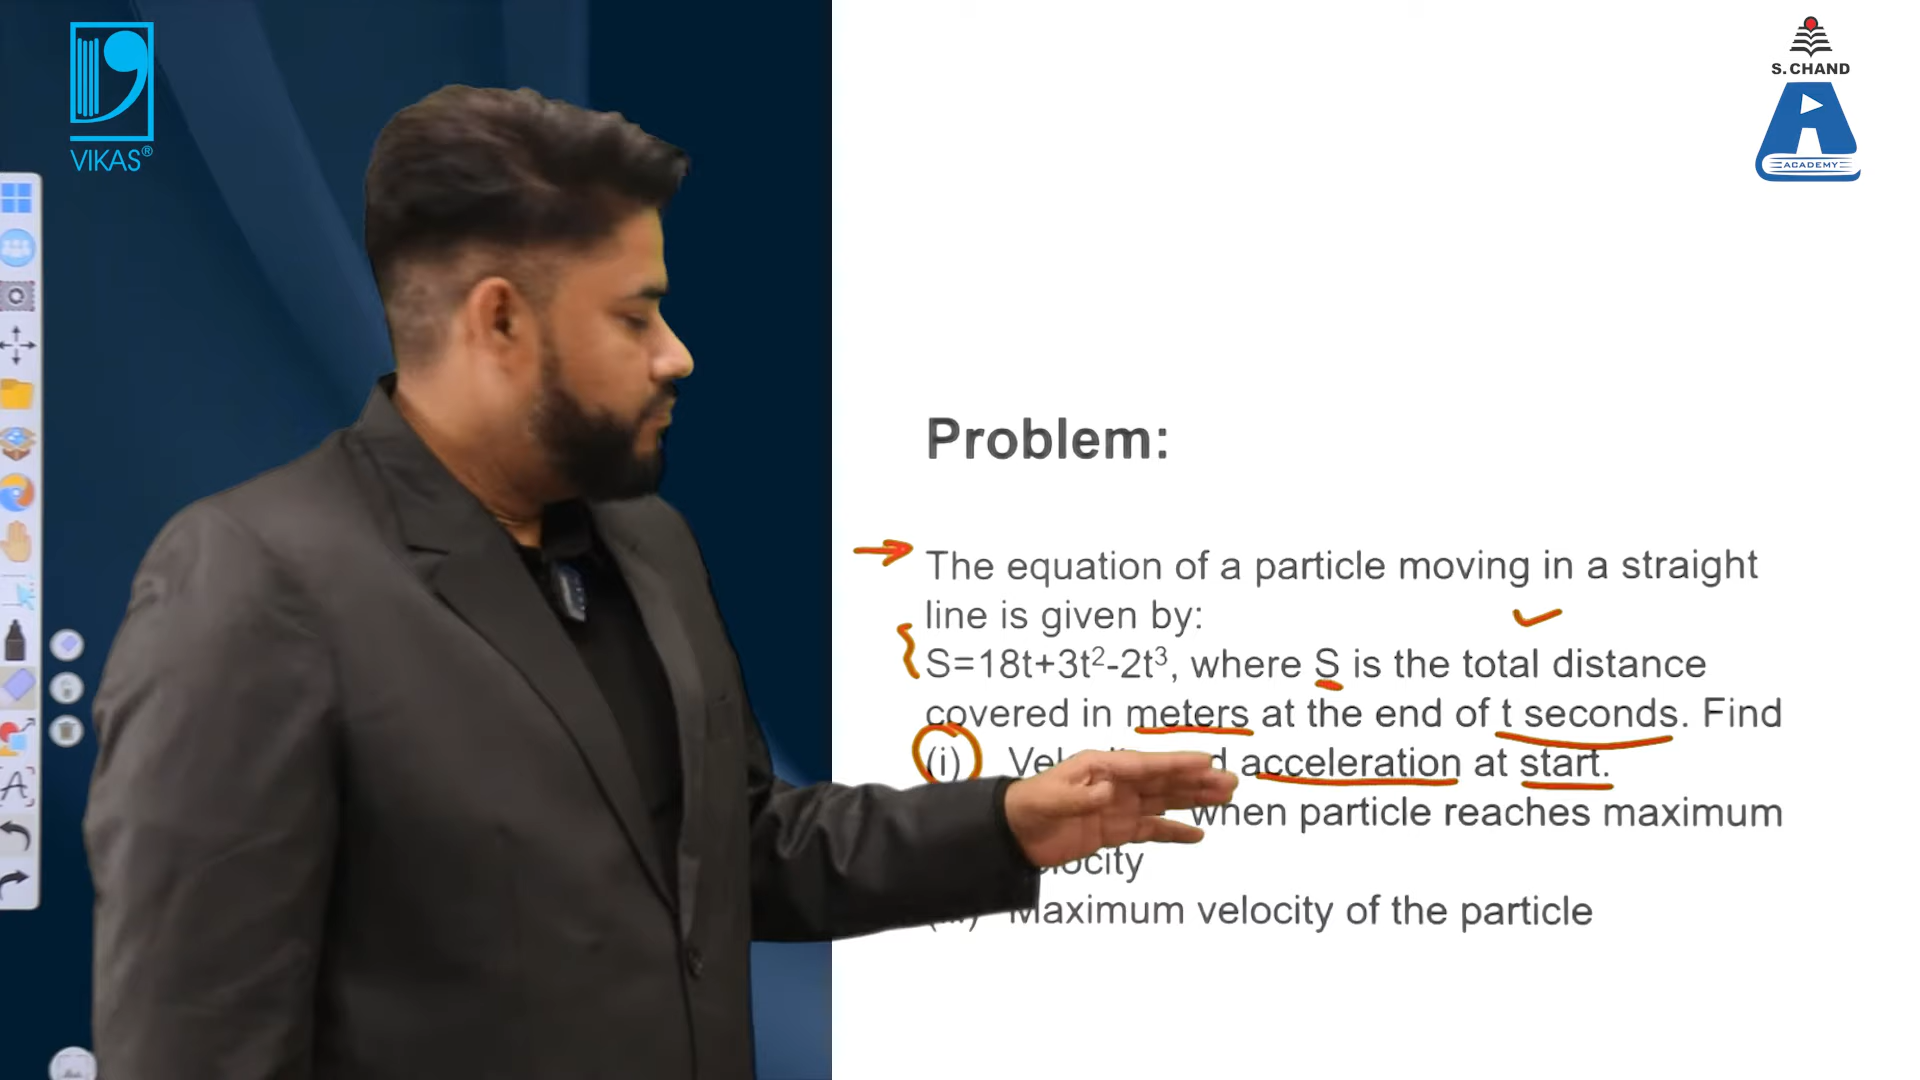 VIKAS®
S. CHAND
ACADEMY
Problem:
The equation of a particle moving in a straight
line is given by:
S=18t+3t²-2t³, where S is the total distance
covered in meters at the end of t seconds. Find
(i) acceleration at start.
when particle reaches maximum
Maximum velocity of the particle